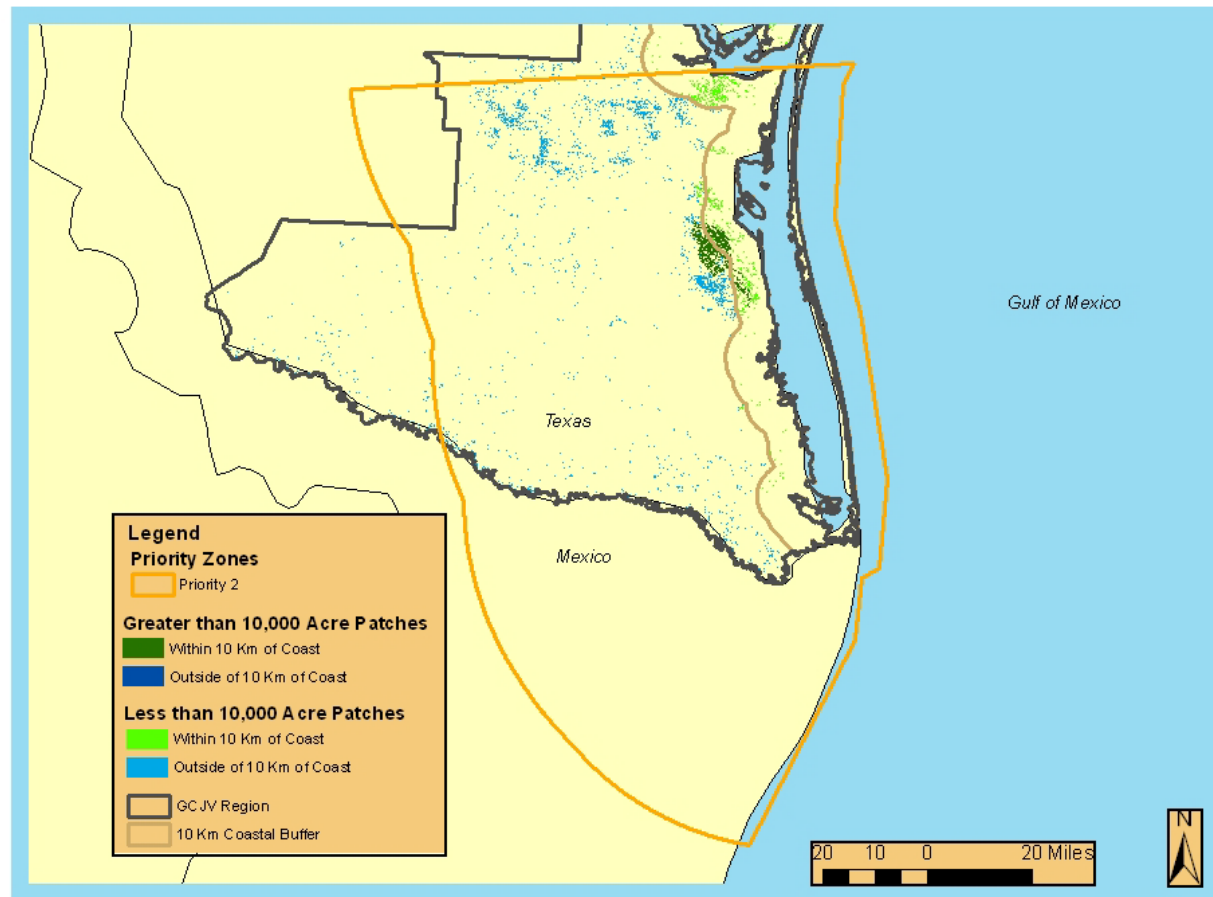 Gulf of Mexico
Texas
Mexico
Legend
Priority Zones
Priority 2
Greater than 10,000 Acre Patches
Within 10 Km of Coast
Outside of 10 Km of Coast
Less than 10,000 Acre Patches
Within 10 Km of Coast
Outside of 10 Km of Coast
GCJV Region
10 Km Coastal Buffer
20 10 0 20 Miles
N